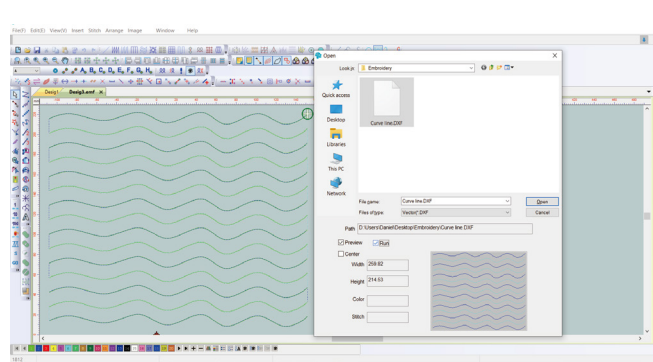 File(F) Edit(E) View(V) Insert Stitch Arrange Image Window Help
Desig1 Desig3.emf ×
Open
Look in: Embroidery
Quick access
Desktop
Libraries
This PC
Network
Curve line.DXF
File name: Curve line.DXF Open
Files of type: Vector(*.DXF Cancel
Path D:\Users\Daniel\Desktop\Embroidery\Curve line.DXF
Preview Run
Center
Width 259.82
Height 214.53
Color
Stitch
1812